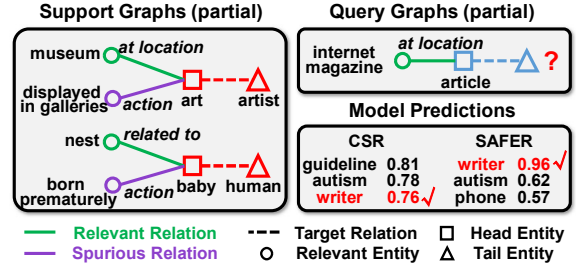 Support Graphs (partial)
museum
at location
displayed
in galleries
action
art
artist
nest
related to
born
prematurely
action
baby
human
Query Graphs (partial)
internet
magazine
at location
article
?
Model Predictions
CSR
guideline 0.81
autism 0.78
writer 0.76 ✓
SAFER
writer 0.96 ✓
autism 0.62
phone 0.57
Relevant Relation
Target Relation
Head Entity
Spurious Relation
Relevant Entity
Tail Entity